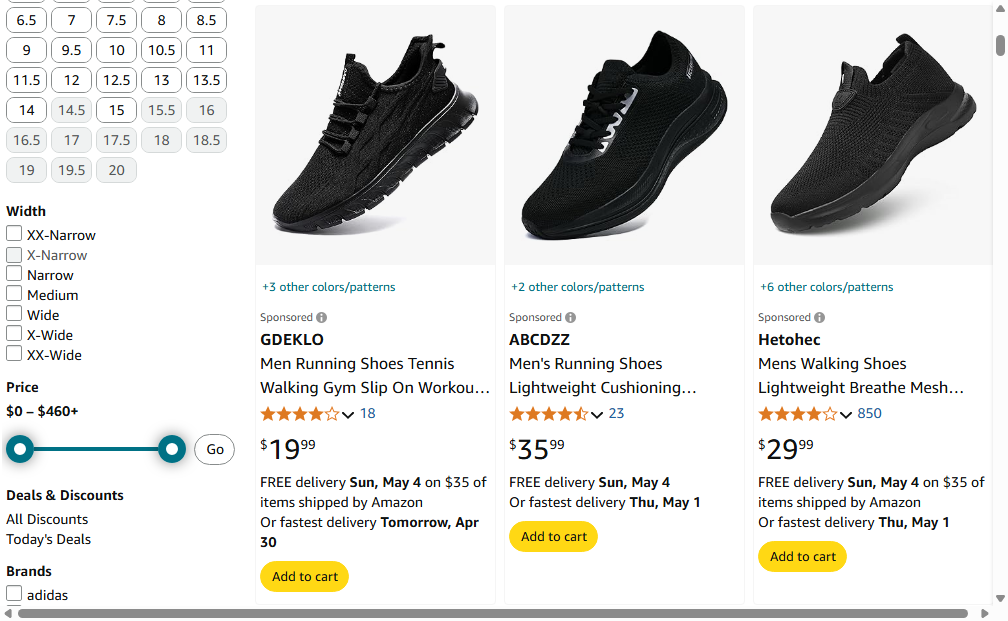 6.5 7 7.5 8 8.5
9 9.5 10 10.5 11
11.5 12 12.5 13 13.5
14 14.5 15 15.5 16
16.5 17 17.5 18 18.5
19 19.5 20
Width
XX-Narrow
X-Narrow
Narrow
Medium
Wide
X-Wide
XX-Wide
Price
$0 – $460+
Go
Deals & Discounts
All Discounts
Today's Deals
Brands
adidas
+3 other colors/patterns
Sponsored
GDEKLO
Men Running Shoes Tennis
Walking Gym Slip On Workou…
18
$19.99
FREE delivery Sun, May 4 on $35 of
items shipped by Amazon
Or fastest delivery Tomorrow, Apr
30
Add to cart
+2 other colors/patterns
Sponsored
ABCDZZ
Men's Running Shoes
Lightweight Cushioning…
23
$35.99
FREE delivery Sun, May 4
Or fastest delivery Thu, May 1
Add to cart
+6 other colors/patterns
Sponsored
Hetohec
Mens Walking Shoes
Lightweight Breathe Mesh…
850
$29.99
FREE delivery Sun, May 4 on $35 of
items shipped by Amazon
Or fastest delivery Thu, May 1
Add to cart